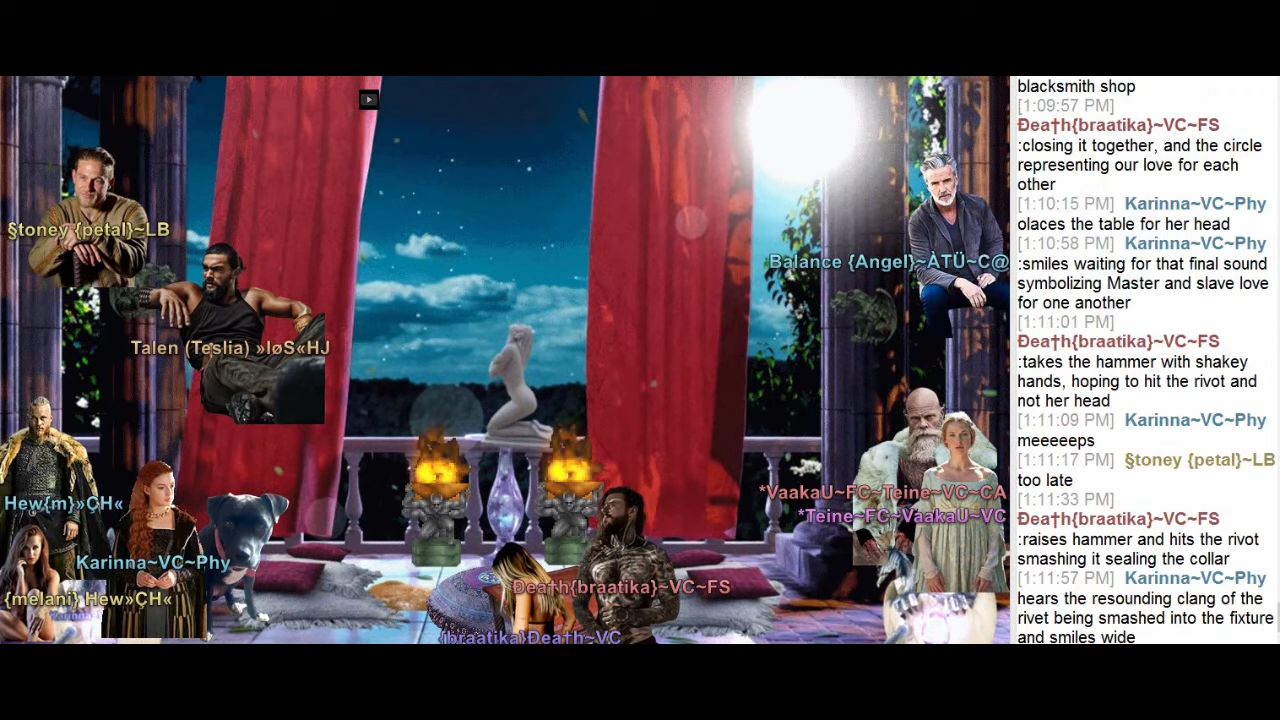 §toney {petal}~LB
Talen (Teslia) »løS«HJ
Balance {Angel}~ÀTÜ~C@
Hew{m}»ÇH«
Karinna~VC~Phy
{melani} Hew»ÇH«
Ðea†h{braatika}~VC~FS
{braatika}Ðea†h~VC
*VaakaU~FC~Teine~VC~CA
*Teine~FC~VaakaU~VC
blacksmith shop
[1:09:57 PM]
Ðea†h{braatika}~VC~FS
:closing it together, and the circle
representing our love for each
other
[1:10:15 PM] Karinna~VC~Phy
olaces the table for her head
[1:10:58 PM] Karinna~VC~Phy
:smiles waiting for that final sound
symbolizing Master and slave love
for one another
[1:11:01 PM]
Ðea†h{braatika}~VC~FS
:takes the hammer with shakey
hands, hoping to hit the rivot and
not her head
[1:11:09 PM] Karinna~VC~Phy
meeeeeps
[1:11:17 PM] §toney {petal}~LB
too late
[1:11:33 PM]
Ðea†h{braatika}~VC~FS
:raises hammer and hits the rivot
smashing it sealing the collar
[1:11:57 PM] Karinna~VC~Phy
hears the resounding clang of the
rivet being smashed into the fixture
and smiles wide